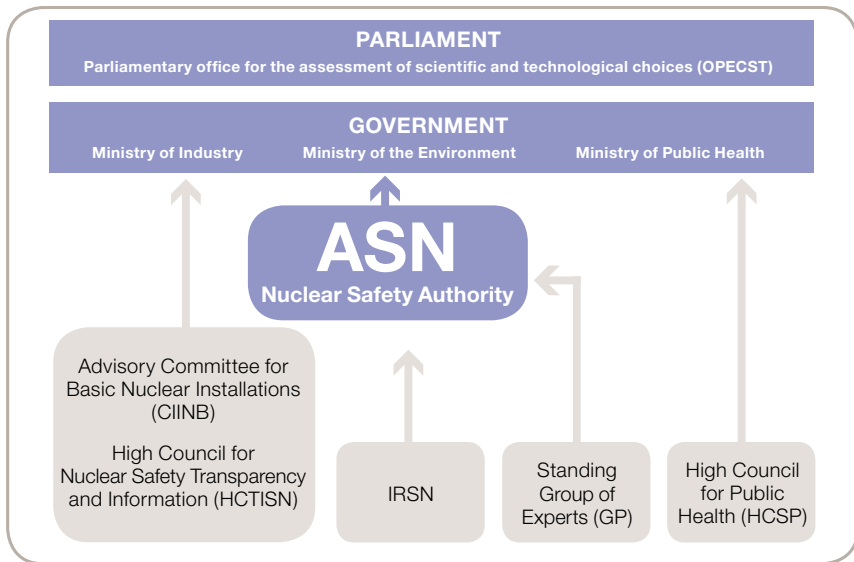 PARLIAMENT
Parliamentary office for the assessment of scientific and technological choices (OPECST)
GOVERNMENT
Ministry of Industry
Ministry of the Environment
Ministry of Public Health
ASN
Nuclear Safety Authority
Advisory Committee for
Basic Nuclear Installations
(CIINB)
High Council for
Nuclear Safety Transparency
and Information (HCTISN)
IRSN
Standing
Group of
Experts (GP)
High Council
for Public
Health (HCSP)